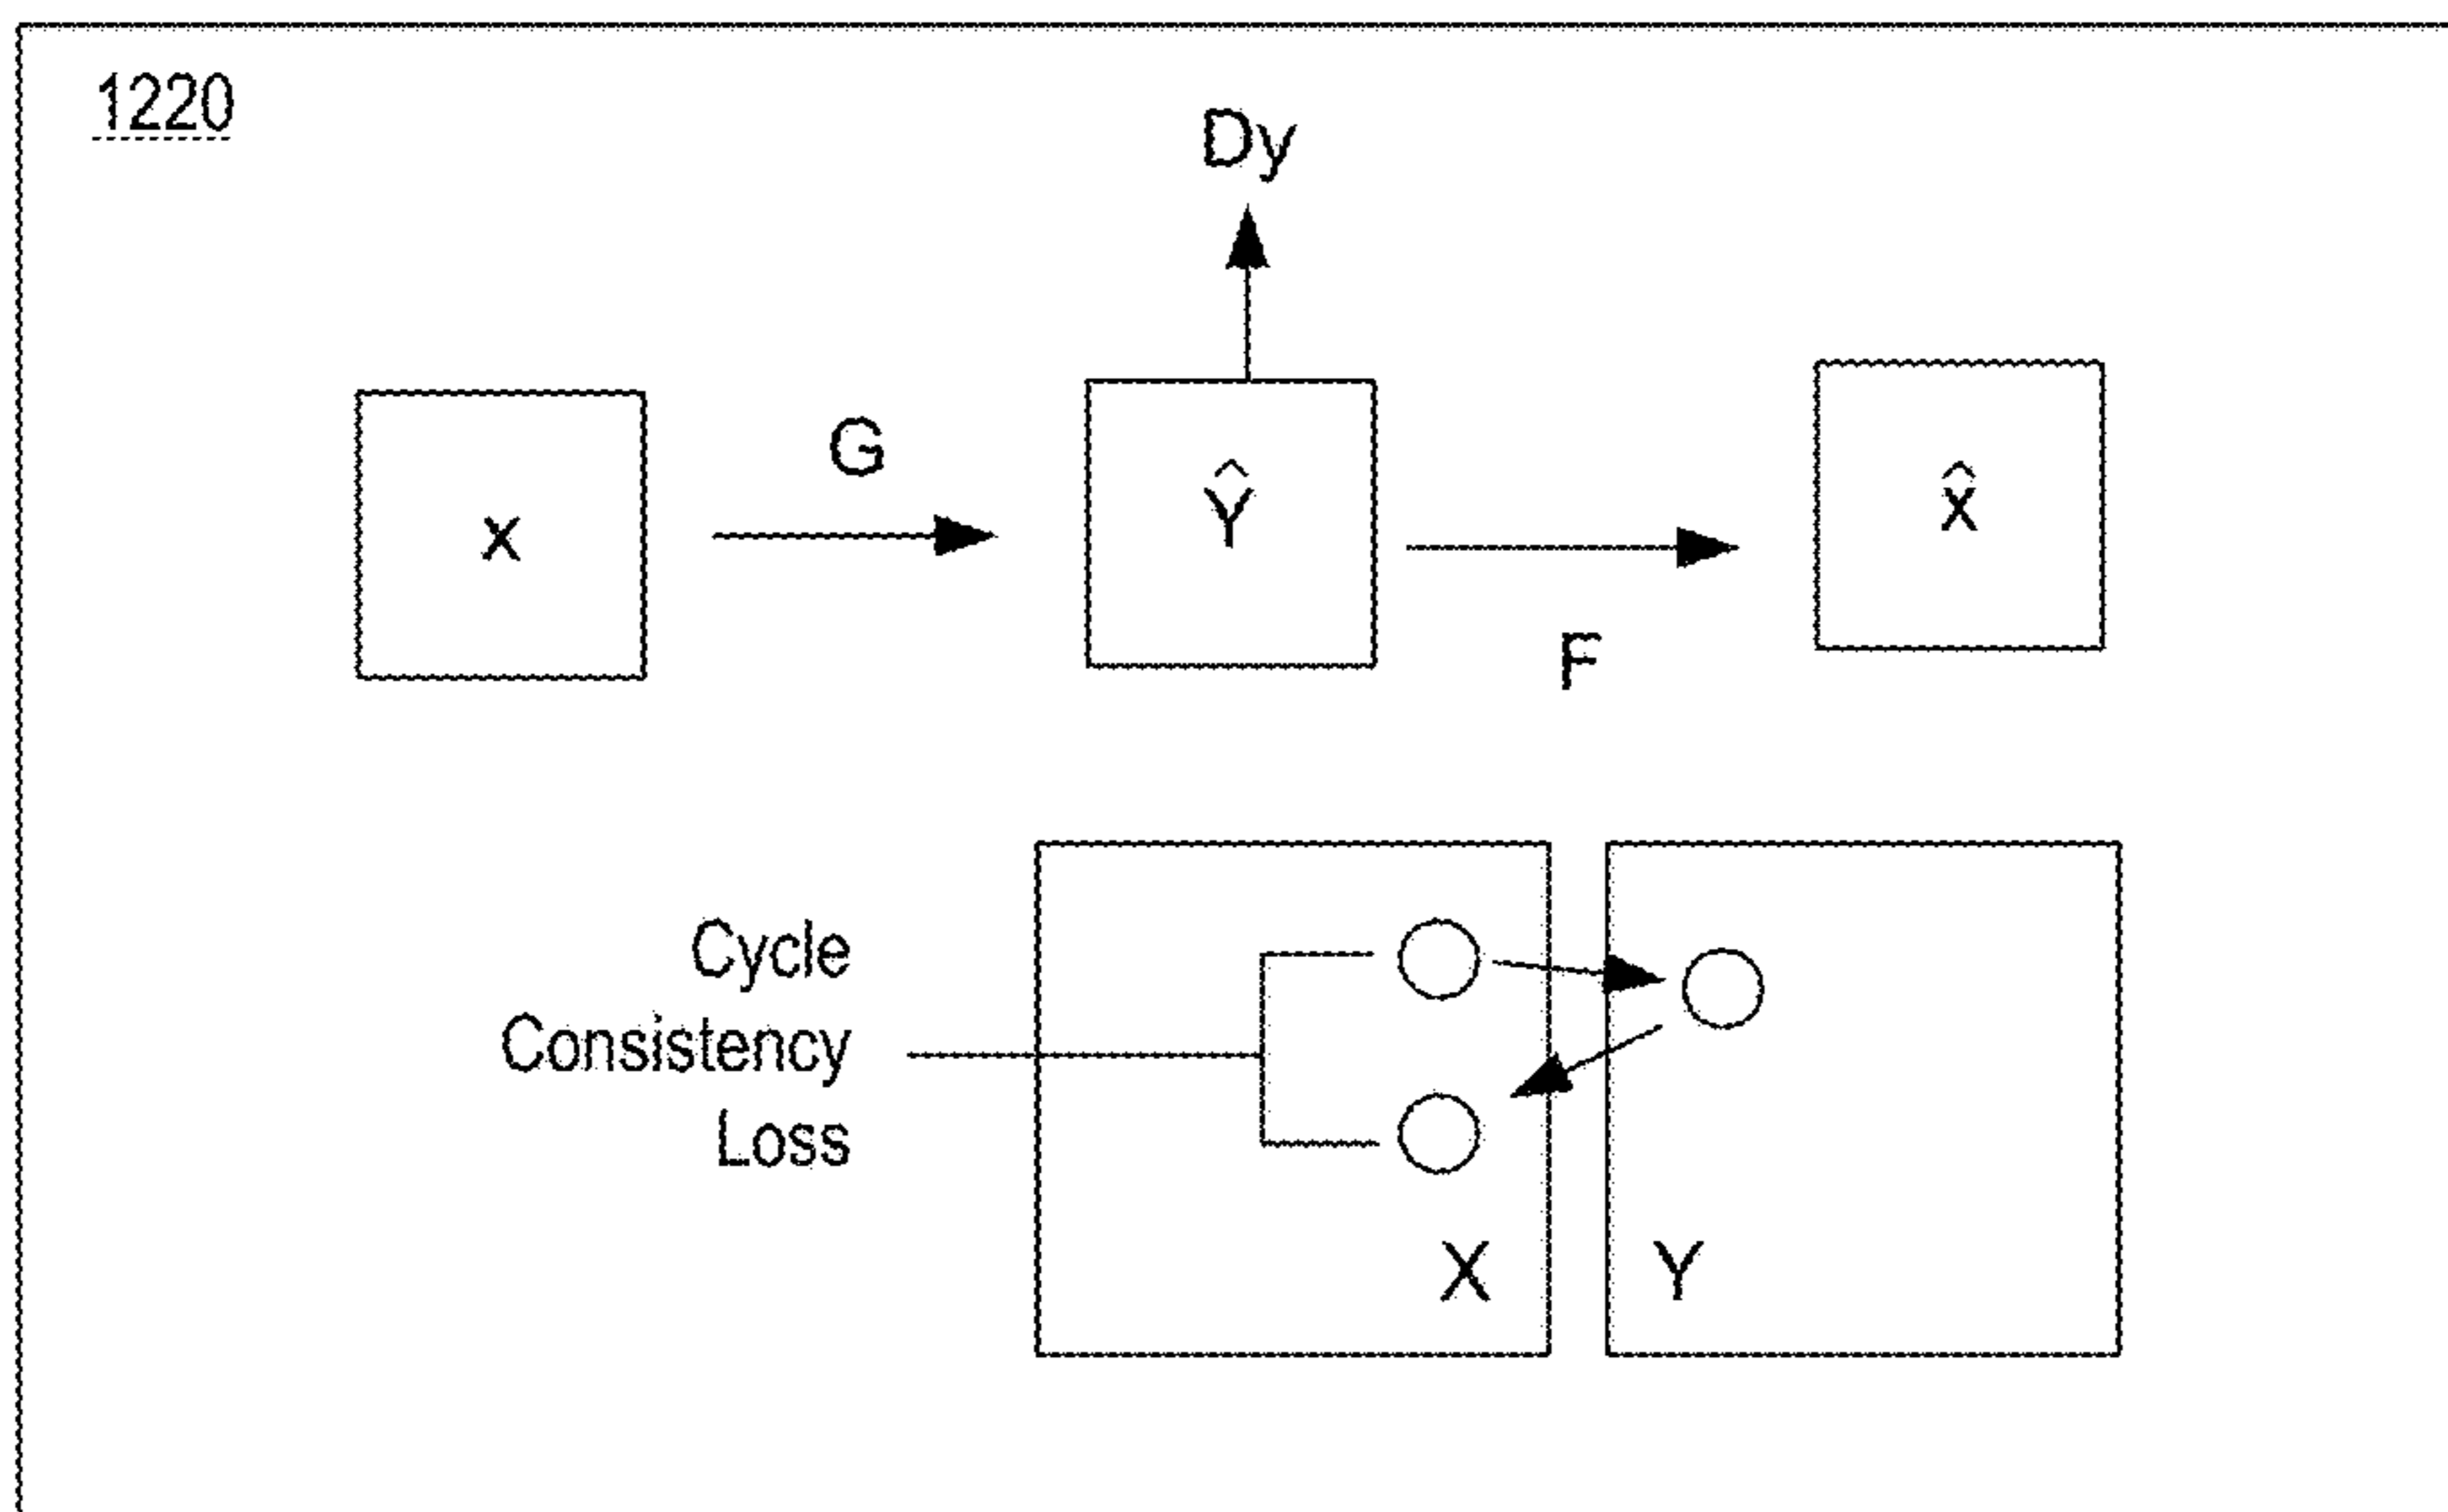 1220
Dy
G
x
Ŷ
x̂
F
Cycle
Consistency
Loss
X
Y